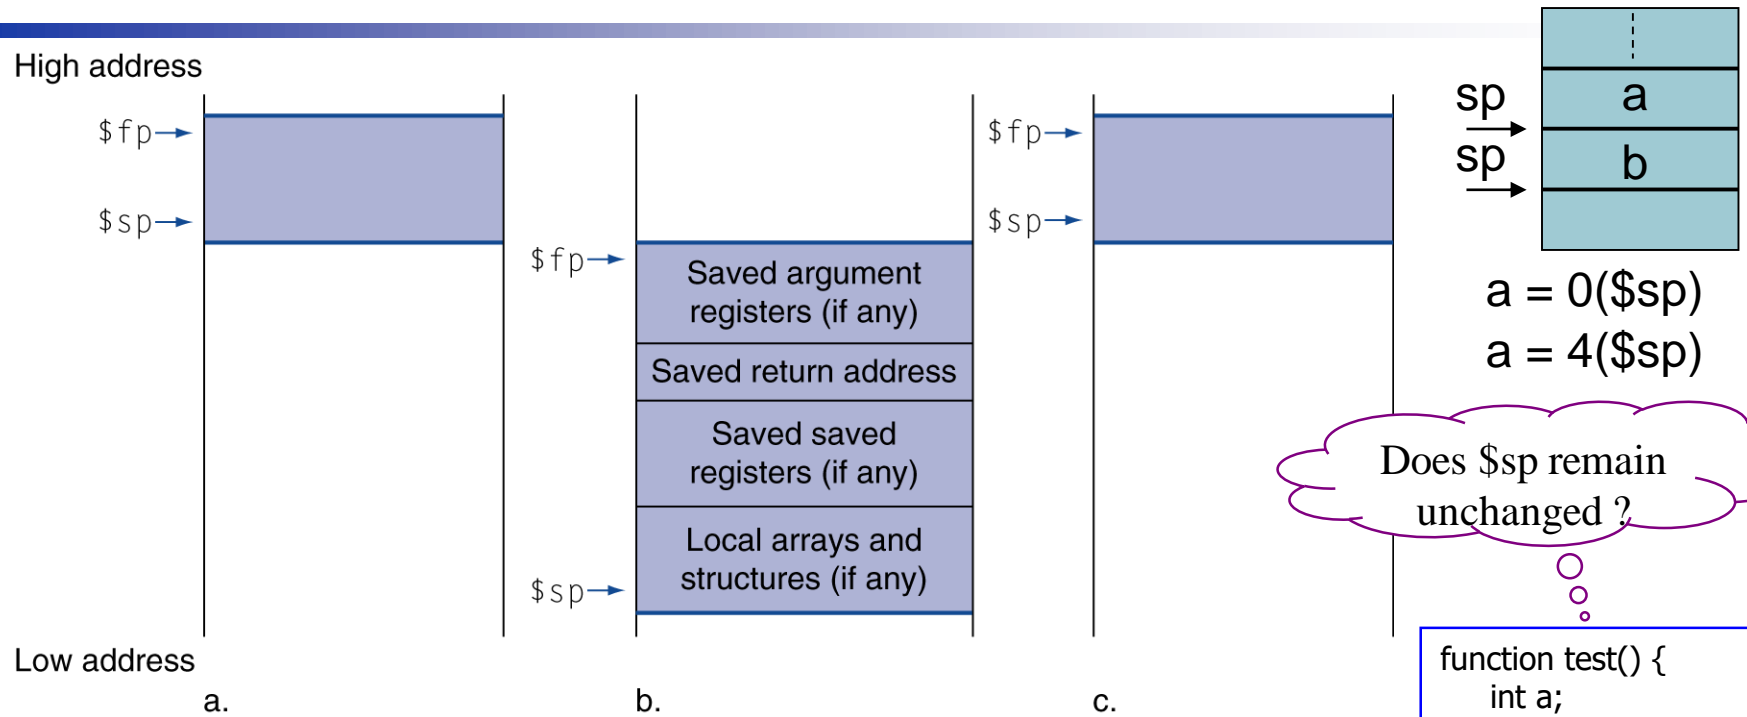 High address
$fp
$sp
$fp
Saved argument
registers (if any)
Saved return address
Saved saved
registers (if any)
Local arrays and
structures (if any)
$sp
$fp
$sp
Low address
a.
b.
c.
sp
a
sp
b
a = 0($sp)
a = 4($sp)
Does $sp remain
unchanged ?
function test() {
int a;